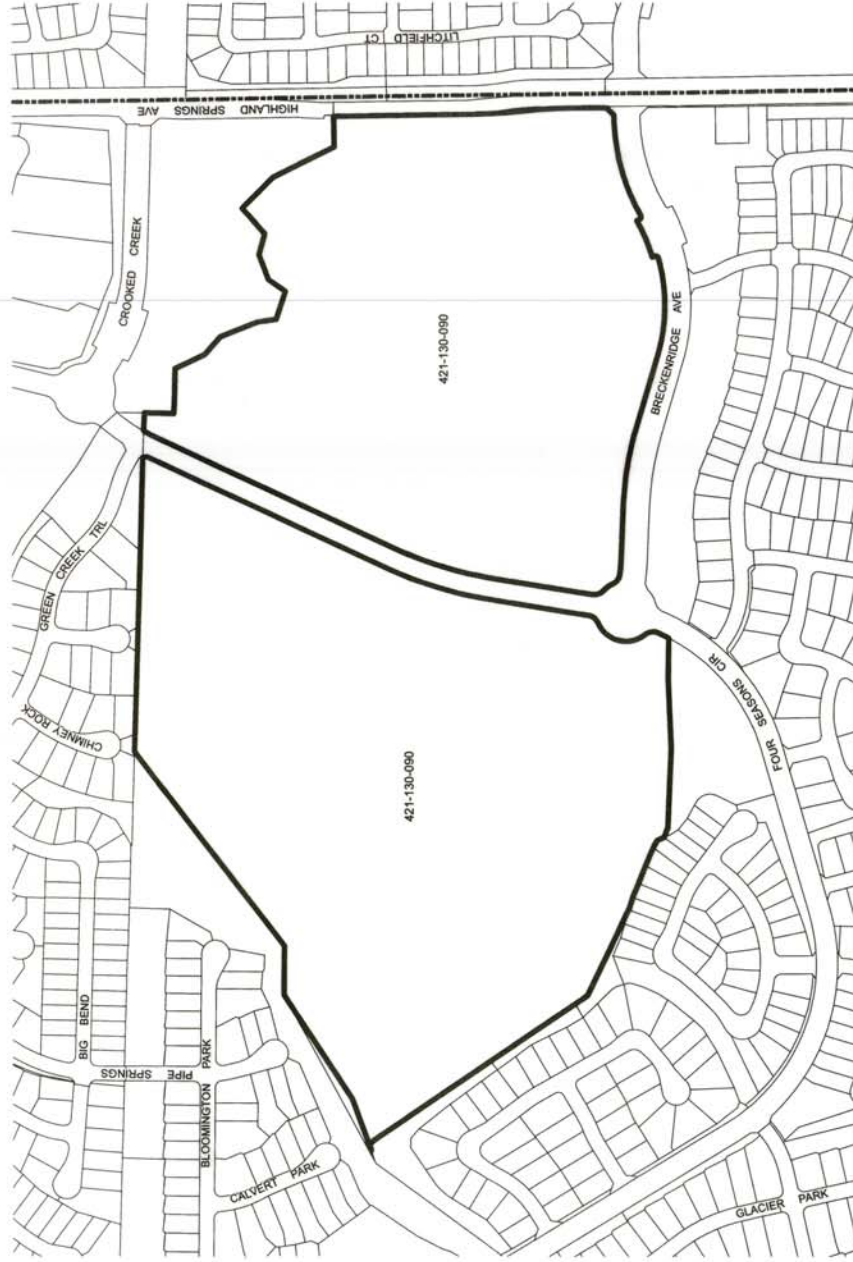 LITCHFIELD CT
HIGHLAND SPRINGS AVE
CROOKED CREEK
421-130-090
BRECKENRIDGE AVE
GREEN CREEK TRL
CHIMNEY ROCK
FOUR SEASONS CIR
421-130-090
BIG BEND
PIPE SPRINGS
BLOOMINGTON PARK
CALVERT PARK
GLACIER PARK